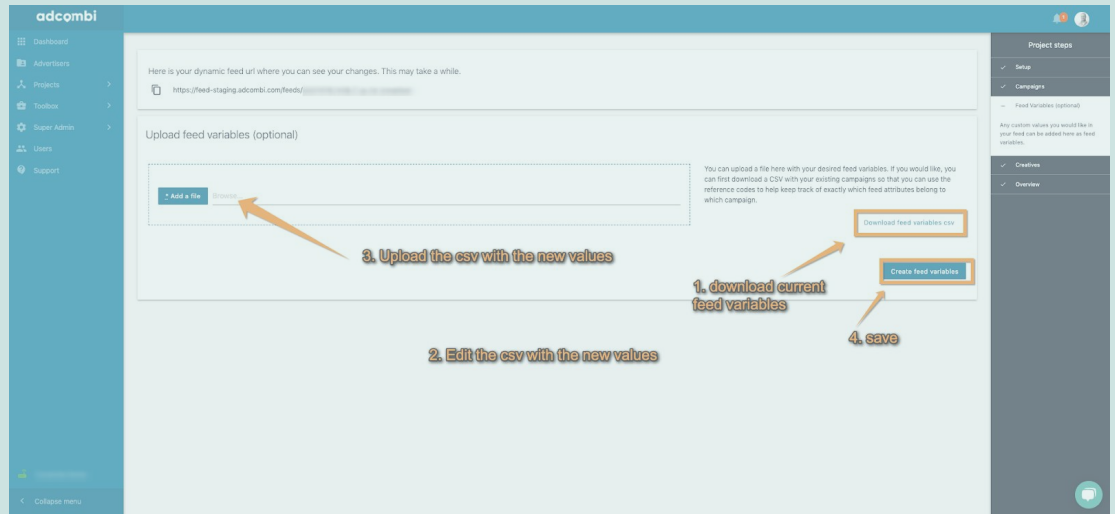 adcombi
1
Dashboard
Advertisers
Projects
Toolbox
Super Admin
Users
Support
Collapse menu
Here is your dynamic feed url where you can see your changes. This may take a while.
https://feed-staging.adcombi.com/feeds/
Upload feed variables (optional)
Add a file
Browse
You can upload a file here with your desired feed variables. If you would like, you
can first download a CSV with your existing campaigns so that you can use the
reference codes to help keep track of exactly which feed attributes belong to
which campaign.
Download feed variables csv
Create feed variables
3. Upload the csv with the new values
1. download current
feed variables
4. save
2. Edit the csv with the new values
Project steps
Setup
Campaigns
Feed Variables (optional)
Any custom values you would like in
your feed can be added here as feed
variables.
Creatives
Overview